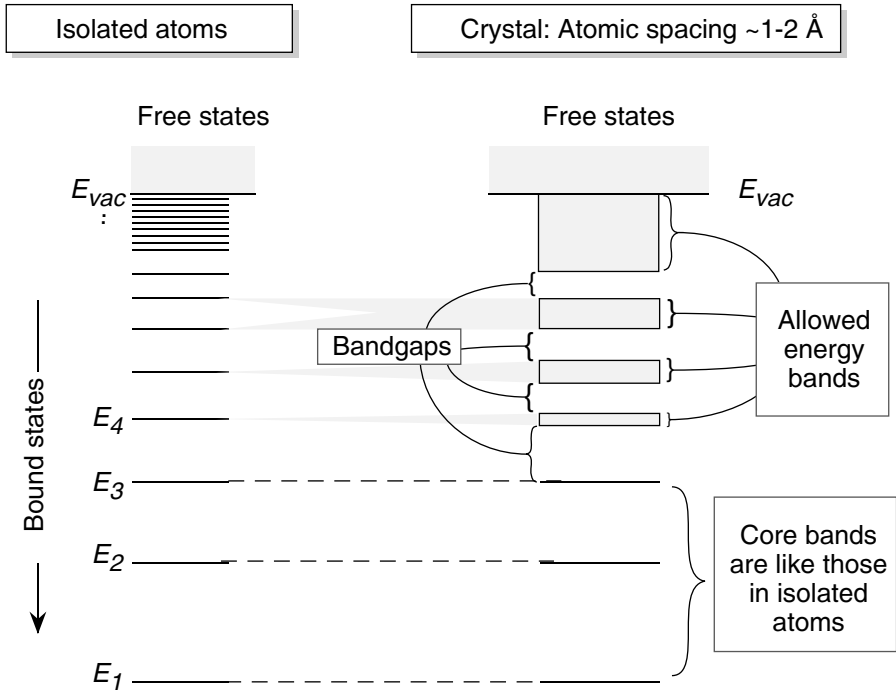 Isolated atoms
Crystal: Atomic spacing ~1-2 Å
Free states
Free states
E_vac
:
E_vac
Bandgaps
Allowed
energy
bands
Bound states
E_4
E_3
E_2
E_1
Core bands
are like those
in isolated
atoms